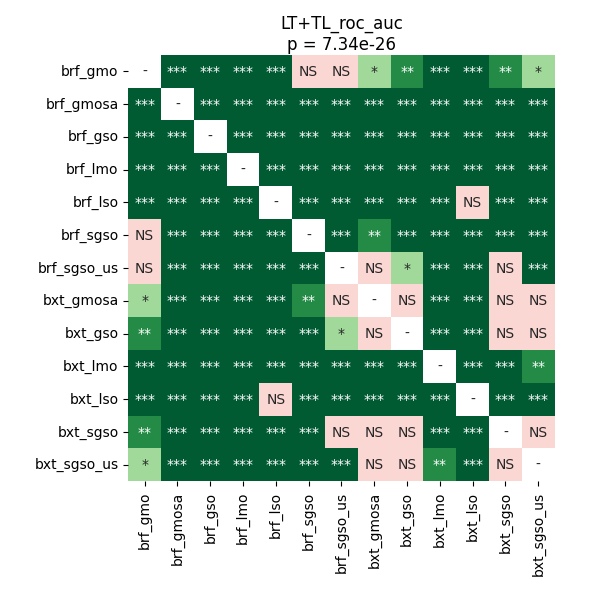 LT+TL_roc_auc
p = 7.34e-26
brf_gmo - *** *** *** *** NS NS * ** *** *** ** *
brf_gmosa *** - *** *** *** *** *** *** *** *** *** *** ***
brf_gso *** *** - *** *** *** *** *** *** *** *** *** ***
brf_lmo *** *** *** - *** *** *** *** *** *** *** *** ***
brf_lso *** *** *** *** - *** *** *** *** *** NS *** ***
brf_sgso NS *** *** *** *** - *** ** *** *** *** *** ***
brf_sgso_us NS *** *** *** *** *** - NS * *** *** NS ***
bxt_gmosa * *** *** *** *** ** NS - NS *** *** NS NS
bxt_gso ** *** *** *** *** *** * NS - *** *** NS NS
bxt_lmo *** *** *** *** *** *** *** *** *** - *** *** **
bxt_lso *** *** *** *** NS *** *** *** *** *** - *** ***
bxt_sgso ** *** *** *** *** *** NS NS NS *** *** - NS
bxt_sgso_us * *** *** *** *** *** *** NS NS ** *** NS -
brf_gmo
brf_gmosa
brf_gso
brf_lmo
brf_lso
brf_sgso
brf_sgso_us
bxt_gmosa
bxt_gso
bxt_lmo
bxt_lso
bxt_sgso
bxt_sgso_us